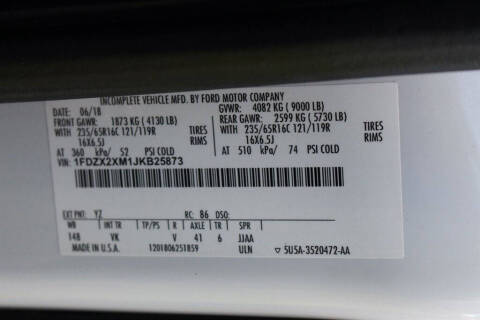 INCOMPLETE VEHICLE MFD. BY FORD MOTOR COMPANY
DATE: 06/18 GVWR: 4082 KG ( 9000 LB)
FRONT GAWR: 1873 KG ( 4130 LB) REAR GAWR: 2599 KG ( 5730 LB)
WITH 235/65R16C 121/119R TIRES WITH 235/65R16C 121/119R TIRES
16X6.5J RIMS 16X6.5J RIMS
AT 360 kPa/ 52 PSI COLD AT 510 kPa/ 74 PSI COLD
VIN: 1FDZX2XM1JKB25873
EXT PNT: YZ RC: 86 DSO:
WB INT TR TP/PS R AXLE TR SPR
148 VK V 41 6 JJAA
MADE IN U.S.A. 1201806251859 ULN ▽ 5U5A-3520472-AA